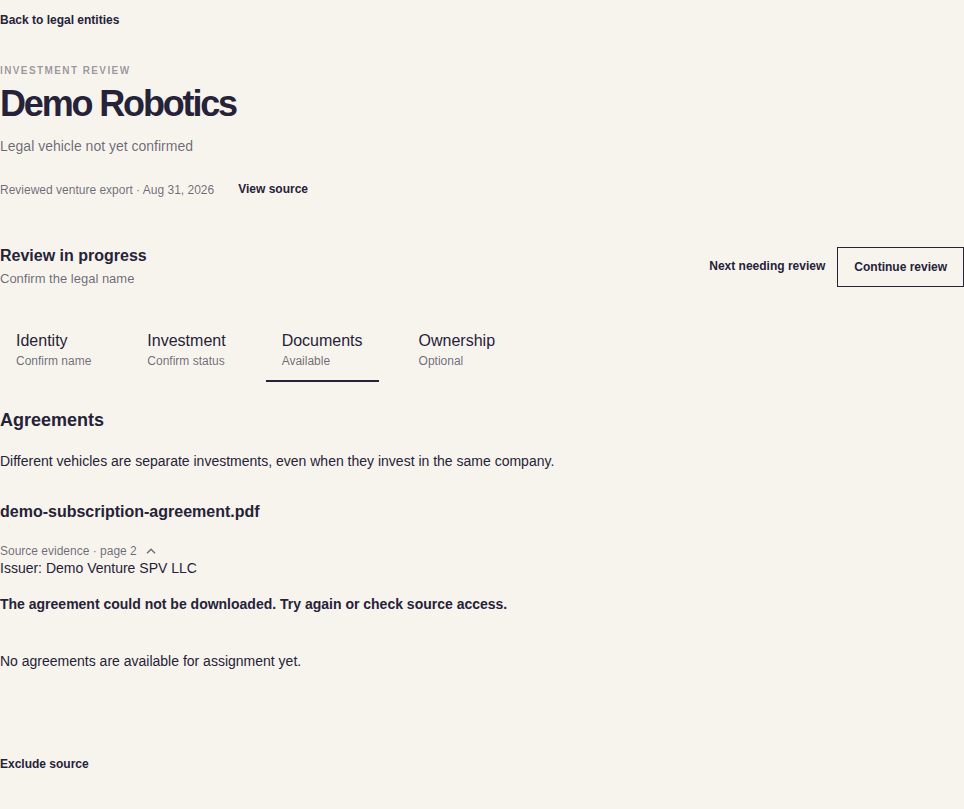 Back to legal entities
INVESTMENT REVIEW
Demo Robotics
Legal vehicle not yet confirmed
Reviewed venture export · Aug 31, 2026 View source
Review in progress
Confirm the legal name
Next needing review Continue review
Identity Investment Documents Ownership
Confirm name Confirm status Available Optional
Agreements
Different vehicles are separate investments, even when they invest in the same company.
demo-subscription-agreement.pdf
Source evidence · page 2
Issuer: Demo Venture SPV LLC
The agreement could not be downloaded. Try again or check source access.
No agreements are available for assignment yet.
Exclude source